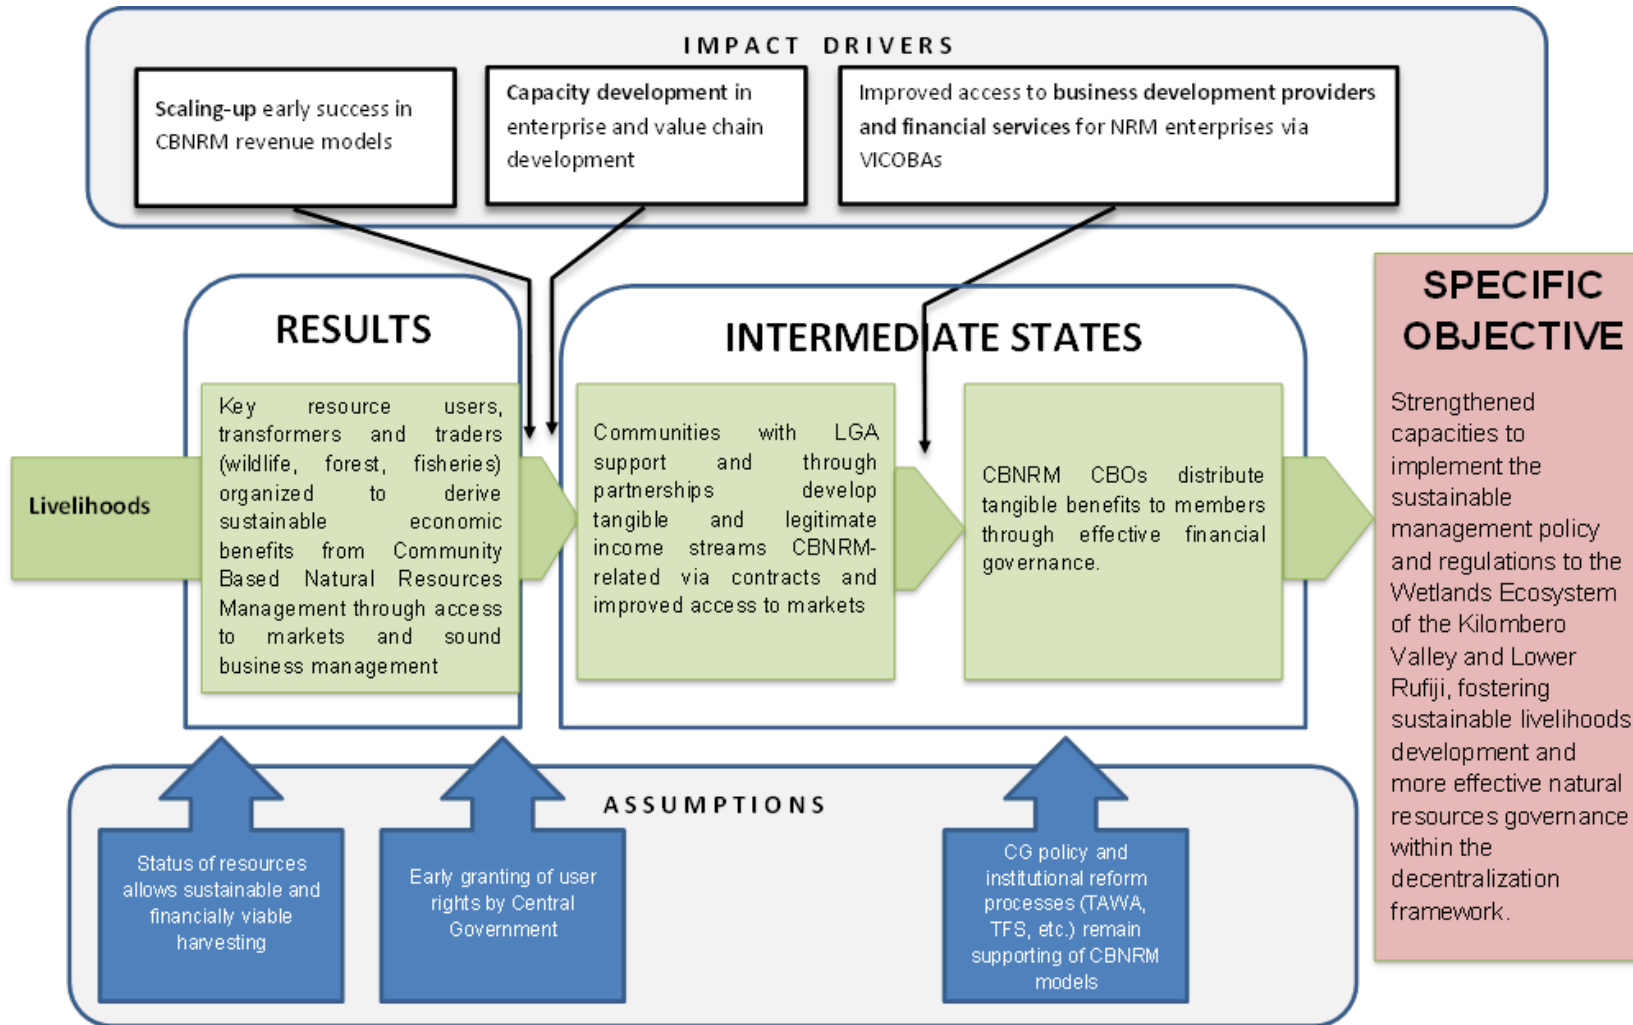 IMPACT DRIVERS
Scaling-up early success in
CBNRM revenue models
Capacity development in
enterprise and value chain
development
Improved access to business development providers
and financial services for NRM enterprises via
VICOBAs
Livelihoods
RESULTS
Key resource users,
transformers and traders
(wildlife, forest, fisheries)
organized to derive
sustainable economic
benefits from Community
Based Natural Resources
Management through access
to markets and sound
business management
INTERMEDIATE STATES
Communities with LGA
support and through
partnerships develop
tangible and legitimate
income streams CBNRM-
related via contracts and
improved access to markets
CBNRM CBOs distribute
tangible benefits to members
through effective financial
governance.
SPECIFIC
OBJECTIVE
Strengthened
capacities to
implement the
sustainable
management policy
and regulations to the
Wetlands Ecosystem
of the Kilombero
Valley and Lower
Rufiji, fostering
sustainable livelihoods
development and
more effective natural
resources governance
within the
decentralization
framework.
ASSUMPTIONS
Status of resources
allows sustainable and
financially viable
harvesting
Early granting of user
rights by Central
Government
CG policy and
institutional reform
processes (TAWA,
TFS, etc.) remain
supporting of CBNRM
models